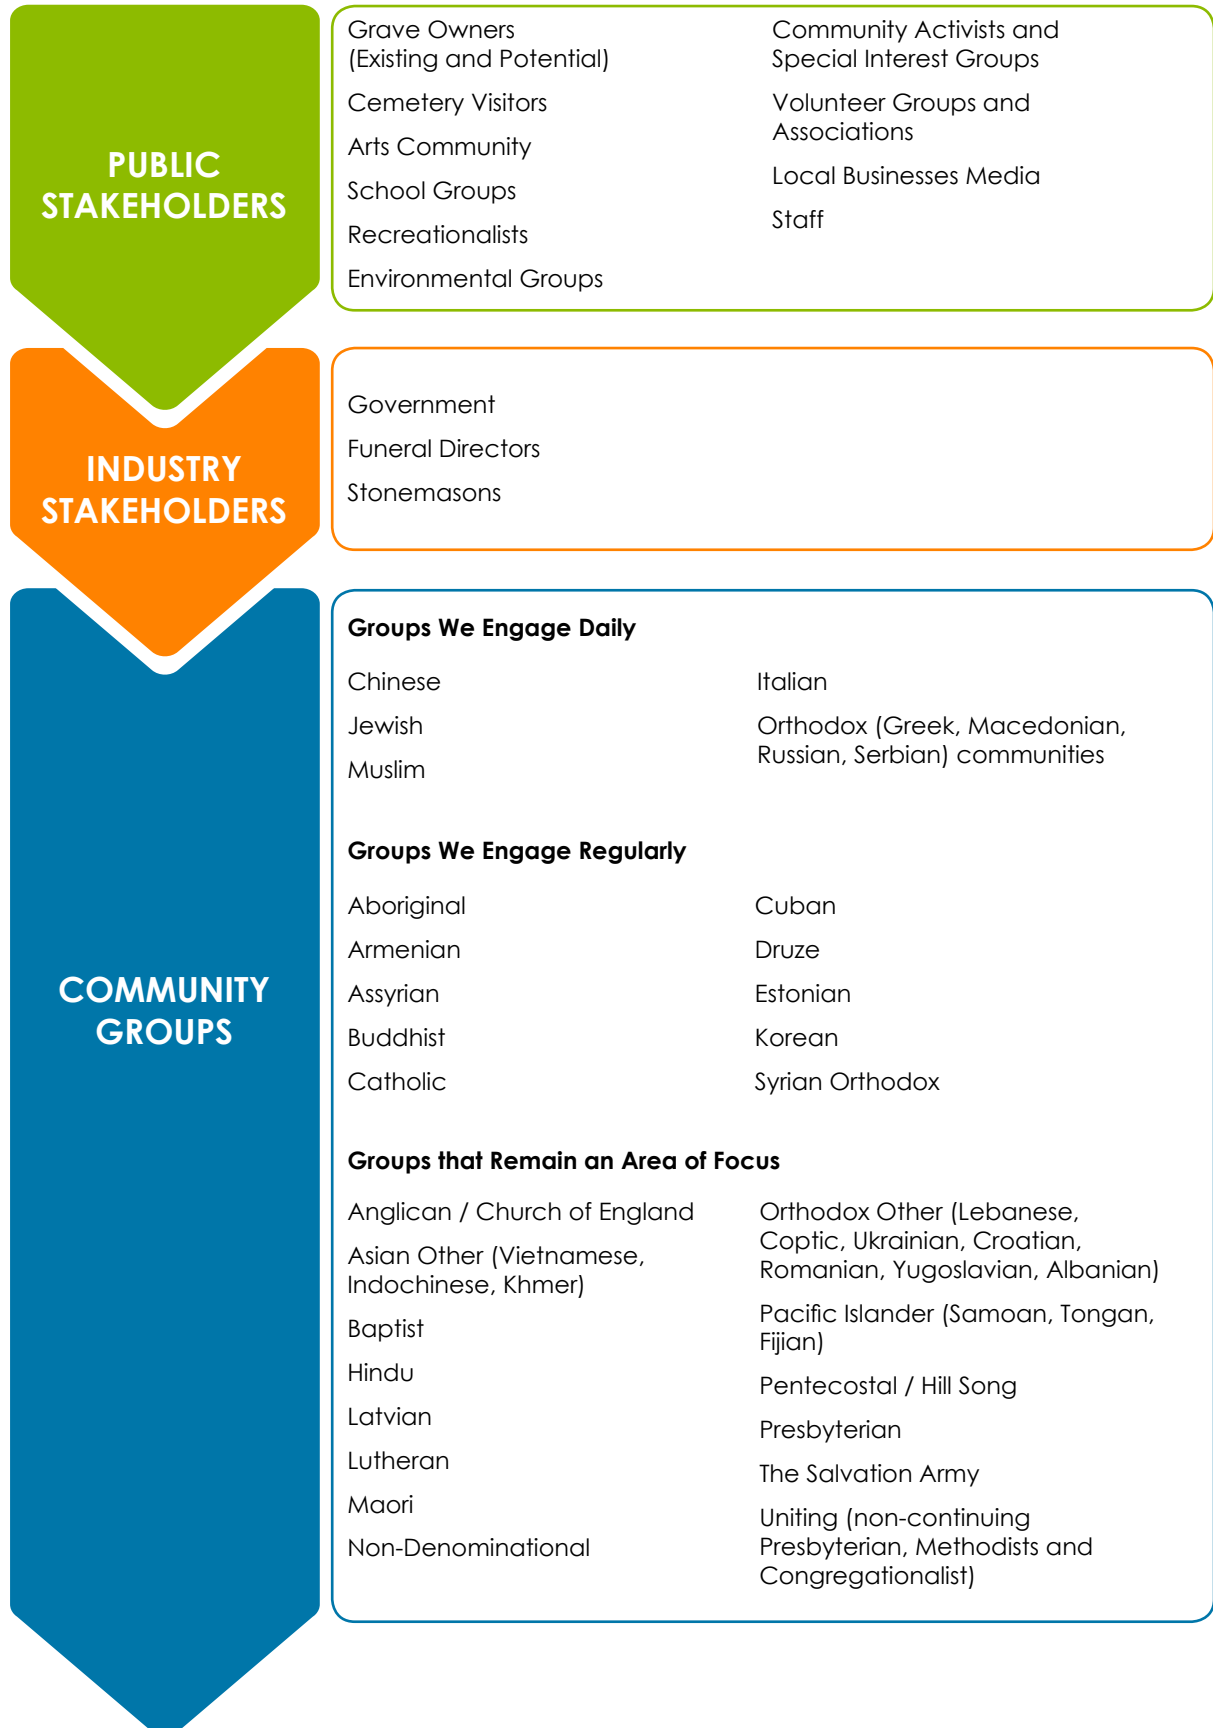 PUBLIC
STAKEHOLDERS
Grave Owners
(Existing and Potential)
Cemetery Visitors
Arts Community
School Groups
Recreationalists
Environmental Groups
Community Activists and
Special Interest Groups
Volunteer Groups and
Associations
Local Businesses Media
Staff
INDUSTRY
STAKEHOLDERS
Government
Funeral Directors
Stonemasons
COMMUNITY
GROUPS
Groups We Engage Daily
Chinese
Jewish
Muslim
Italian
Orthodox (Greek, Macedonian,
Russian, Serbian) communities
Groups We Engage Regularly
Aboriginal
Armenian
Assyrian
Buddhist
Catholic
Cuban
Druze
Estonian
Korean
Syrian Orthodox
Groups that Remain an Area of Focus
Anglican / Church of England
Asian Other (Vietnamese,
Indochinese, Khmer)
Baptist
Hindu
Latvian
Lutheran
Maori
Non-Denominational
Orthodox Other (Lebanese,
Coptic, Ukrainian, Croatian,
Romanian, Yugoslavian, Albanian)
Pacific Islander (Samoan, Tongan,
Fijian)
Pentecostal / Hill Song
Presbyterian
The Salvation Army
Uniting (non-continuing
Presbyterian, Methodists and
Congregationalist)